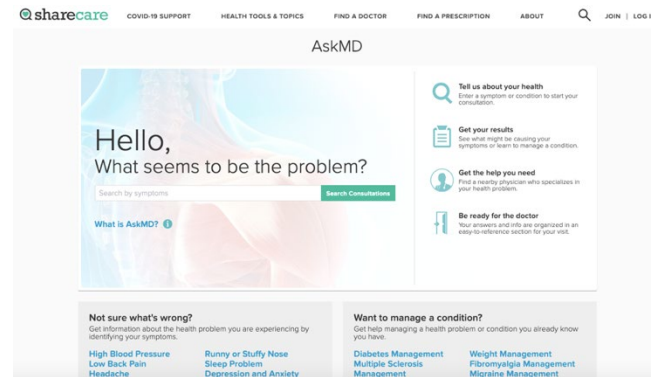 sharecare
COVID-19 SUPPORT
HEALTH TOOLS & TOPICS
FIND A DOCTOR
FIND A PRESCRIPTION
ABOUT
JOIN | LOG I
AskMD
Hello,
What seems to be the problem?
Search by symptoms
Search Consultations
What is AskMD?
Tell us about your health
Enter a symptom or condition to start your
consultation.
Get your results
See what might be causing your
symptoms or learn to manage a condition.
Get the help you need
Find a nearby physician who specializes in
your health problem.
Be ready for the doctor
Your answers and info are organized in an
easy-to-reference section for your visit.
Not sure what's wrong?
Get information about the health problem you are experiencing by
identifying your symptoms.
High Blood Pressure
Low Back Pain
Headache
Runny or Stuffy Nose
Sleep Problem
Depression and Anxiety
Want to manage a condition?
Get help managing a health problem or condition you already know
you have.
Diabetes Management
Multiple Sclerosis
Management
Weight Management
Fibromyalgia Management
Migraine Management